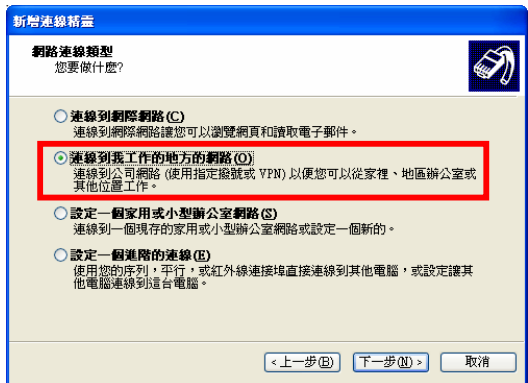 新增連線精靈
網路連線類型
您要做什麼?
連線到網際網路(C)
連線到網際網路讓您可以瀏覽網頁和讀取電子郵件。
連線到我工作的地方的網路(O)
連線到公司網路 (使用指定撥號或 VPN) 以便您可以從家裡、地區辦公室或
其他位置工作。
設定一個家用或小型辦公室網路(S)
連線到一個現存的家用或小型辦公室網路或設定一個新的。
設定一個進階的連線(E)
使用您的序列，平行，或紅外線連接埠直接連線到其他電腦，或設定讓其
他電腦連線到這台電腦。
<上一步(B) 下一步(N)> 取消